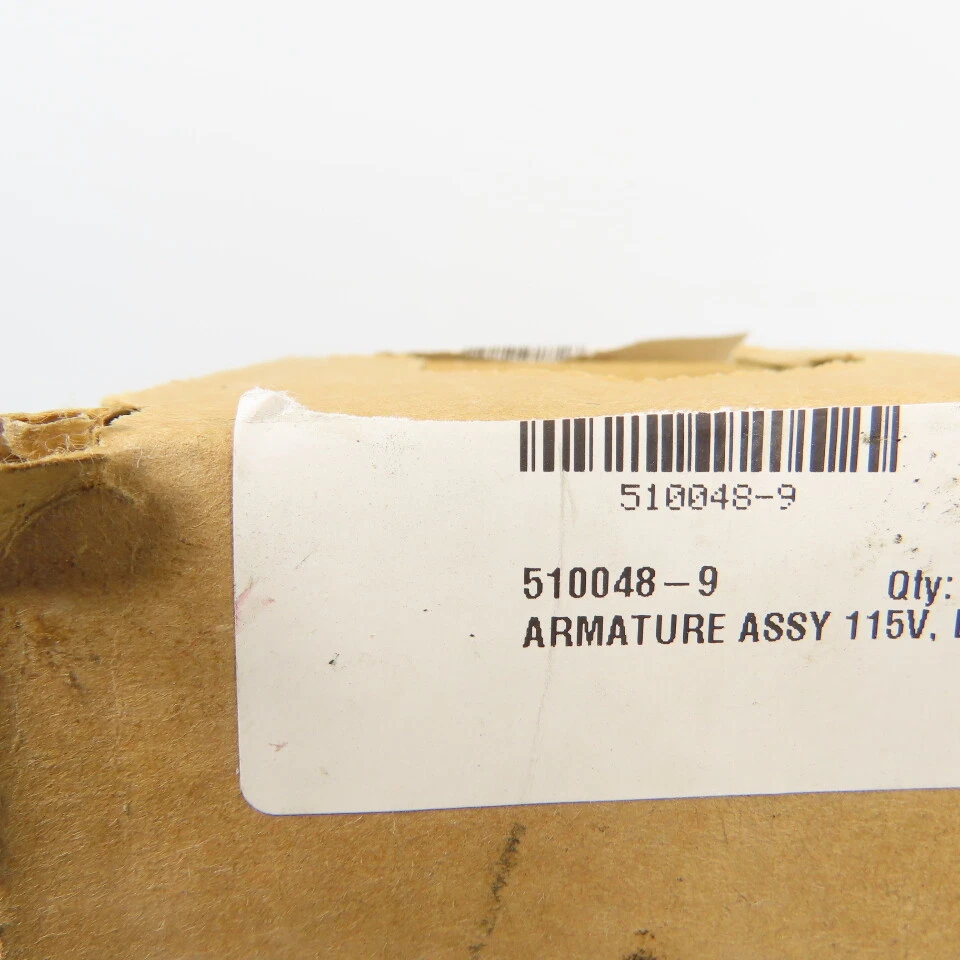 510048-9
510048-9 Qty:
ARMATURE ASSY 115V,